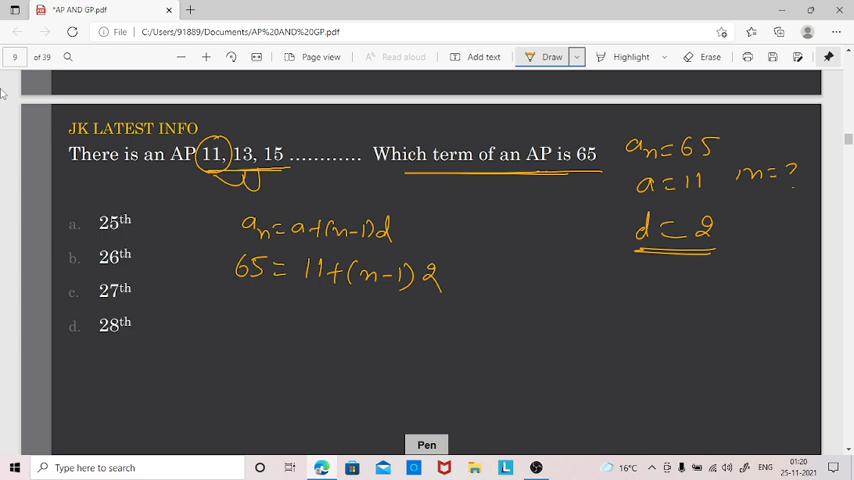 *AP AND GP.pdf
File C:/Users/91889/Documents/AP%20AND%20GP.pdf
9 of 39 Page view Read aloud Add text Draw Highlight Erase
JK LATEST INFO
There is an AP 11, 13, 15 ............ Which term of an AP is 65
an=65
a=11 , n=?
d=2
a. 25th
b. 26th
c. 27th
d. 28th
an=a+(n-1)d
65=11+(n-1)2
Pen
Type here to search
16°C ENG 01:20
25-11-2021